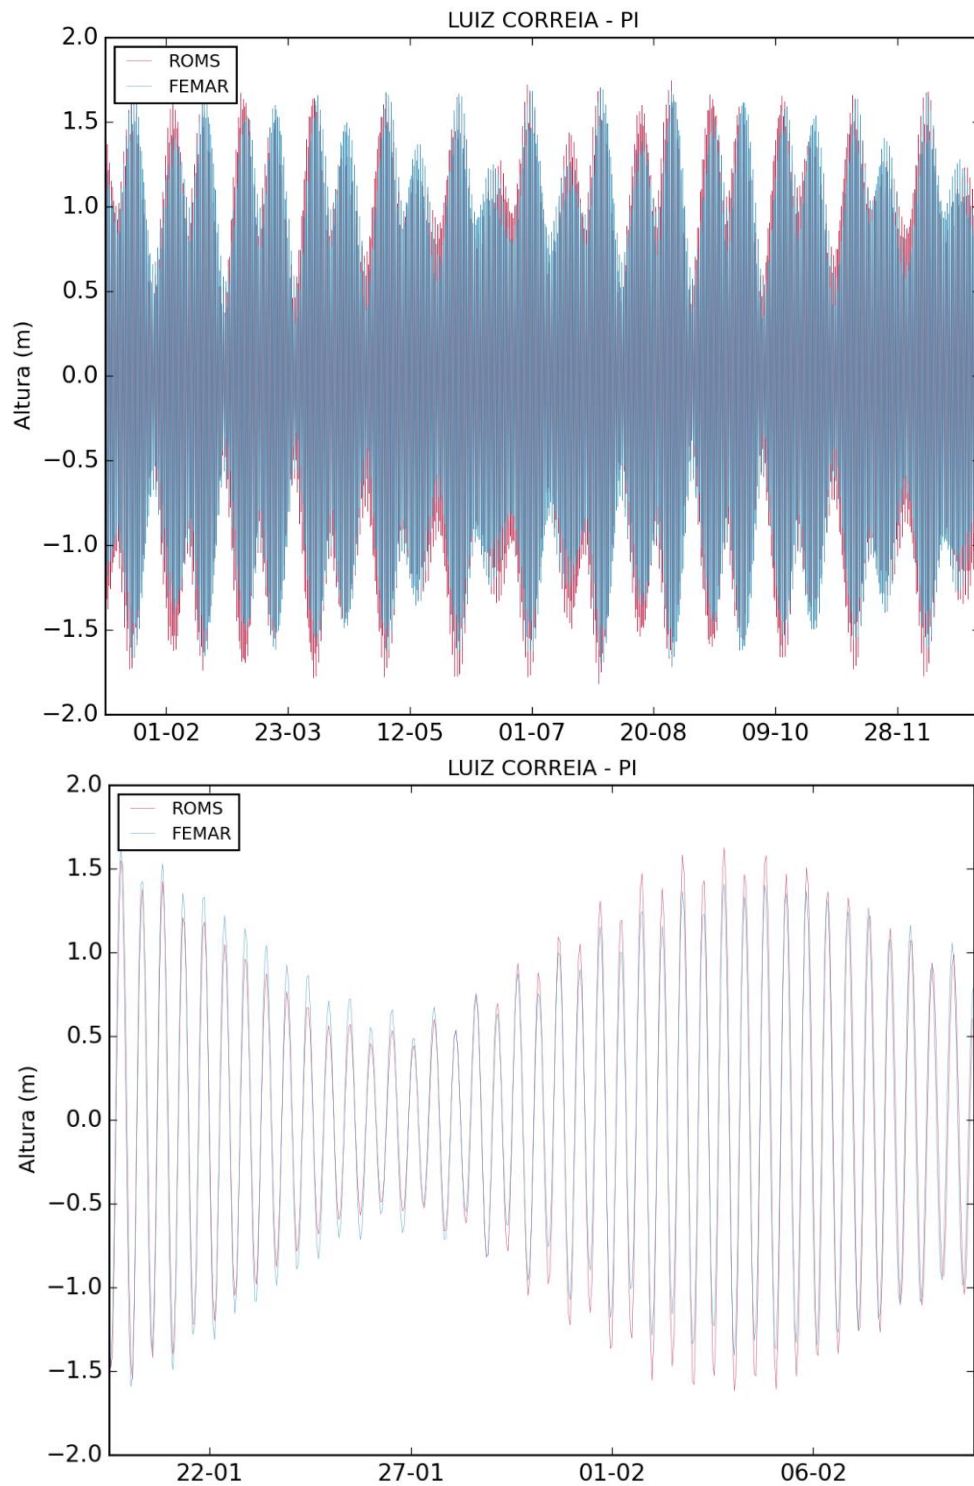 LUIZ CORREIA - PI
2.0
ROMS
FEMAR
1.5
1.0
0.5
0.0
−0.5
−1.0
−1.5
−2.0
Altura (m)
01-02 23-03 12-05 01-07 20-08 09-10 28-11
LUIZ CORREIA - PI
2.0
ROMS
FEMAR
1.5
1.0
0.5
0.0
−0.5
−1.0
−1.5
−2.0
Altura (m)
22-01 27-01 01-02 06-02